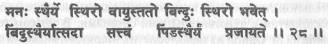 मनः स्थैर्ये स्थिरो वायुस्ततो बिन्दुः स्थिरो भवेत् ।
बिंदुस्थैर्यात्सदा सत्त्वं पिंडस्थैर्यं प्रजायते ।। २८ ।।